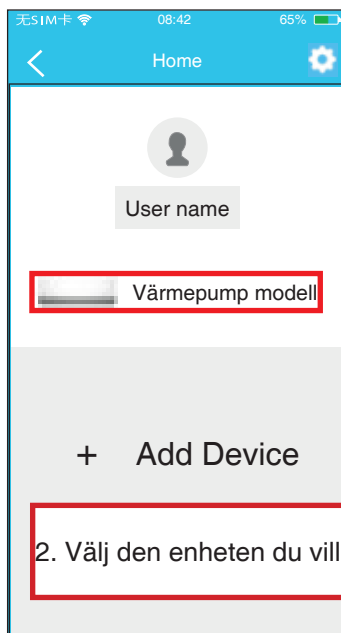 无SIM卡 08:42 65%
Home
User name
Värmepump modell
+ Add Device
2. Välj den enheten du vill